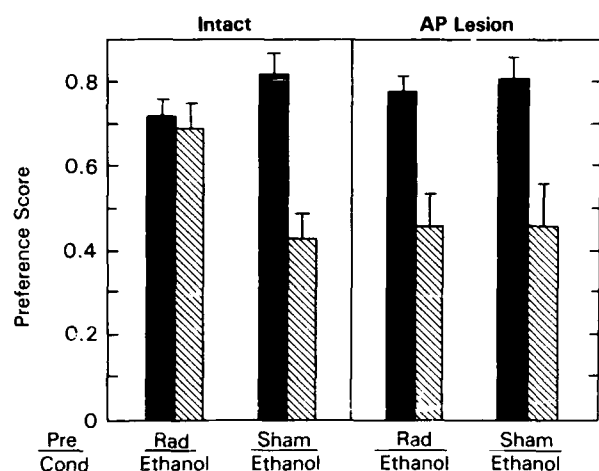 Intact AP Lesion
0.8
0.6
0.4
0.2
0
Preference Score
Pre Rad Sham Rad Sham
Cond Ethanol Ethanol Ethanol Ethanol